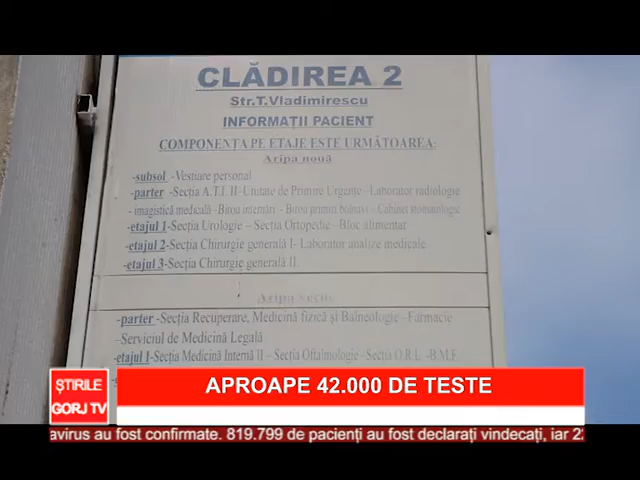 CLĂDIREA 2
Str.T.Vladimirescu
INFORMAȚII PACIENT
COMPONENȚA PE ETAJE ESTE URMĂTOAREA:
Aripa nouă
-subsol -Vestiare personal
-parter -Secția A.T.I. II-Unitate de Primire Urgențe -Laborator radiologie
-imagistică medicală -Birou internări - Birou primiri bolnavi - Cabinet stomatologie
-etajul 1-Secția Urologie - Secția Ortopedie -Bloc alimentar
-etajul 2-Secția Chirurgie generală I- Laborator analize medicale
-etajul 3-Secția Chirurgie generală II
Aripa veche
-parter -Secția Recuperare, Medicină fizică și Balneologie -Farmacie
-Serviciul de Medicină Legală
-etajul 1-Secția Medicină Internă II - Secția Oftalmologie -Secția O.R.L -B.M.F.
ȘTIRILE
GORJ TV
APROAPE 42.000 DE TESTE
avirus au fost confirmate. 819.799 de pacienți au fost declarați vindecați, iar 22